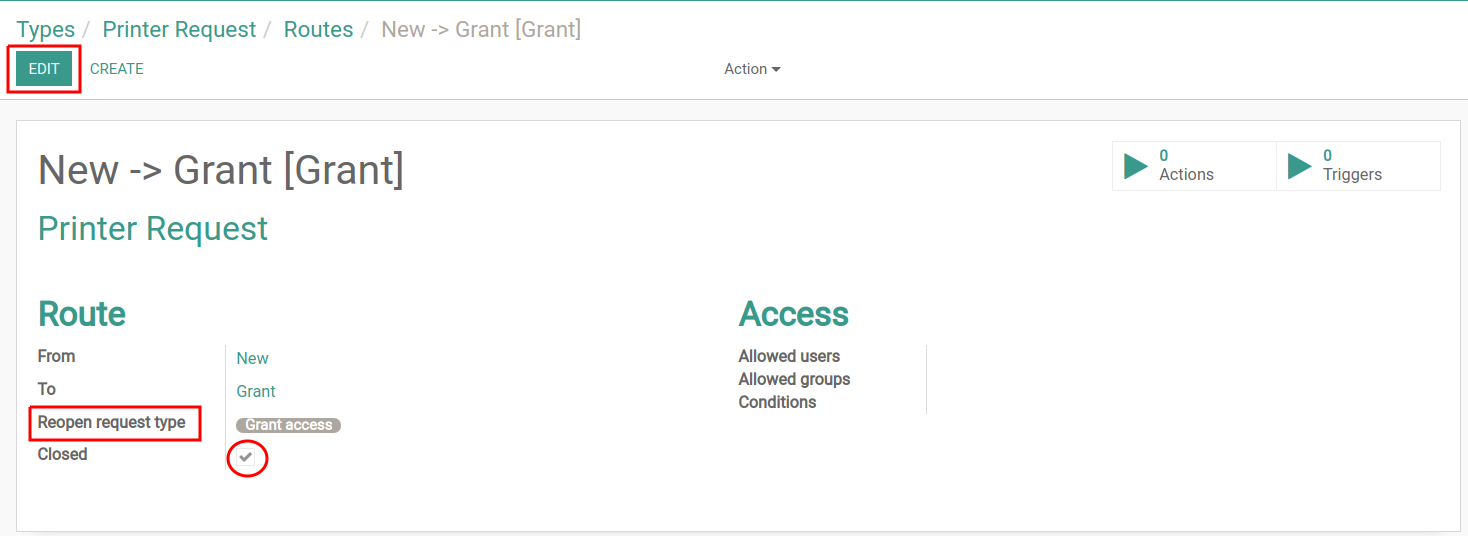 Types / Printer Request / Routes / New -> Grant [Grant]
EDIT CREATE Action
New -> Grant [Grant]
0 Actions
0 Triggers
Printer Request
Route
From New
To Grant
Reopen request type Grant access
Closed
Access
Allowed users
Allowed groups
Conditions